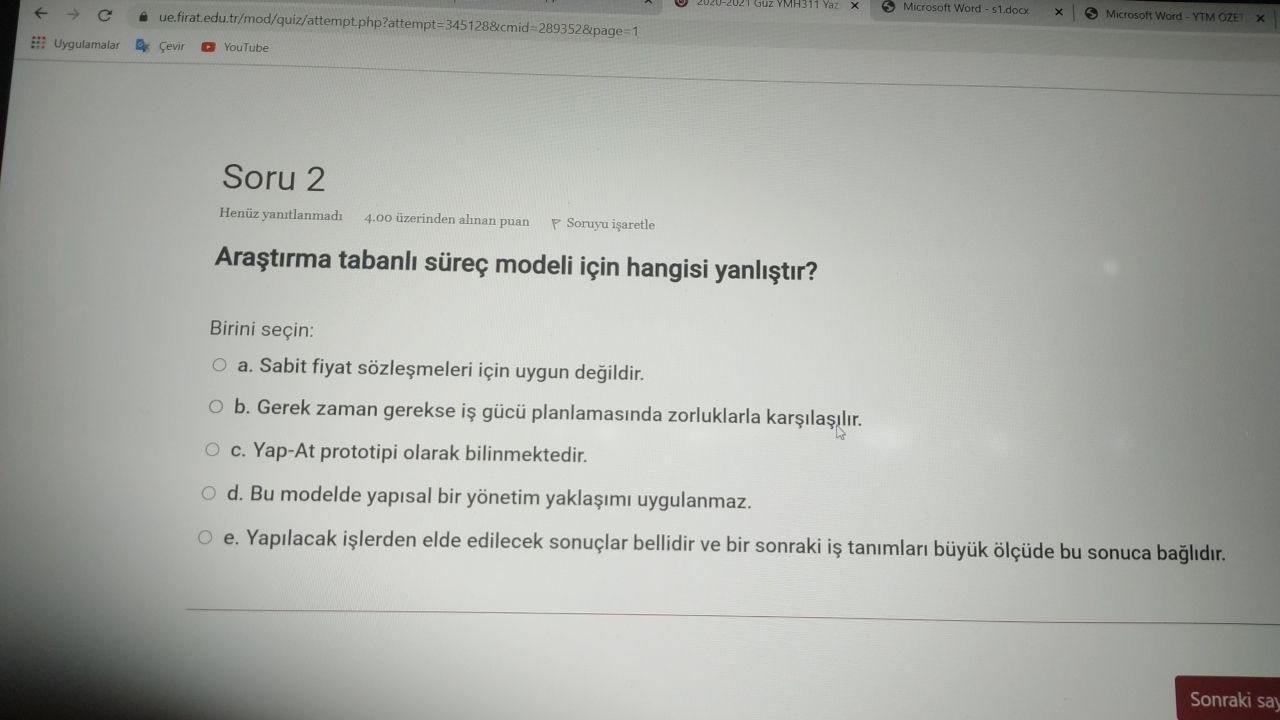 2020-2021 Güz YMH311 Yaz
Microsoft Word - s1.docx
Microsoft Word - YTM ÖZET
ue.firat.edu.tr/mod/quiz/attempt.php?attempt=345128&cmid=289352&page=1
Uygulamalar Çevir YouTube
Soru 2
Henüz yanıtlanmadı 4.00 üzerinden alınan puan Soruyu işaretle
Araştırma tabanlı süreç modeli için hangisi yanlıştır?
Birini seçin:
a. Sabit fiyat sözleşmeleri için uygun değildir.
b. Gerek zaman gerekse iş gücü planlamasında zorluklarla karşılaşılır.
c. Yap-At prototipi olarak bilinmektedir.
d. Bu modelde yapısal bir yönetim yaklaşımı uygulanmaz.
e. Yapılacak işlerden elde edilecek sonuçlar bellidir ve bir sonraki iş tanımları büyük ölçüde bu sonuca bağlıdır.
Sonraki say